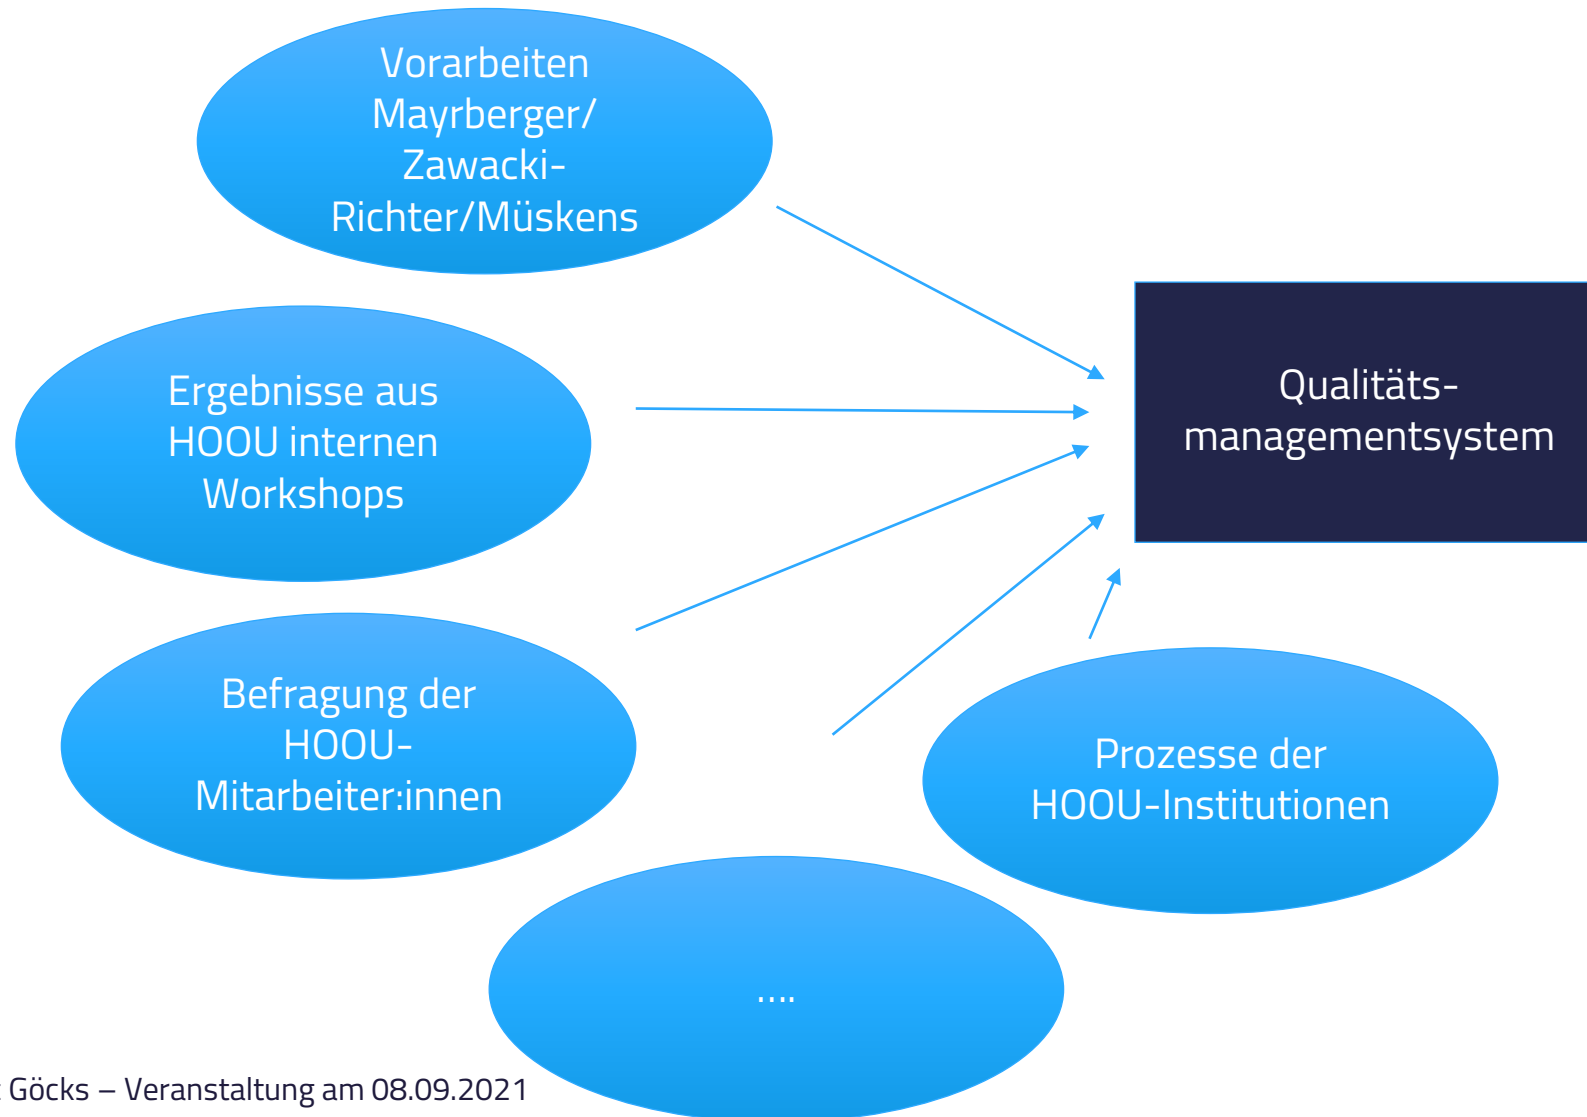 Vorarbeiten
Mayrberger/
Zawacki-
Richter/Müskens
Ergebnisse aus
HOOU internen
Workshops
Qualitäts-
managementsystem
Befragung der
HOOU-
Mitarbeiter:innen
Prozesse der
HOOU-Institutionen
....
Göcks – Veranstaltung am 08.09.2021